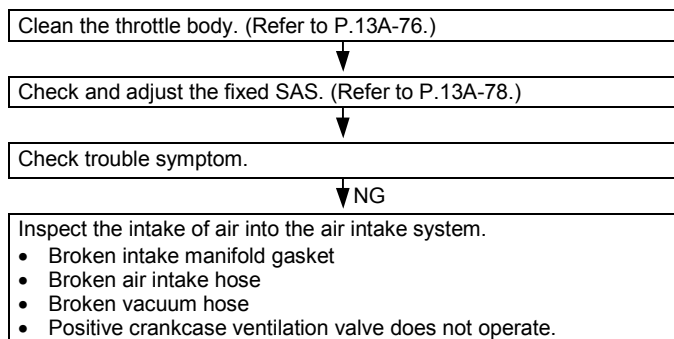 Clean the throttle body. (Refer to P.13A-76.)
Check and adjust the fixed SAS. (Refer to P.13A-78.)
Check trouble symptom.
NG
Inspect the intake of air into the air intake system.
• Broken intake manifold gasket
• Broken air intake hose
• Broken vacuum hose
• Positive crankcase ventilation valve does not operate.